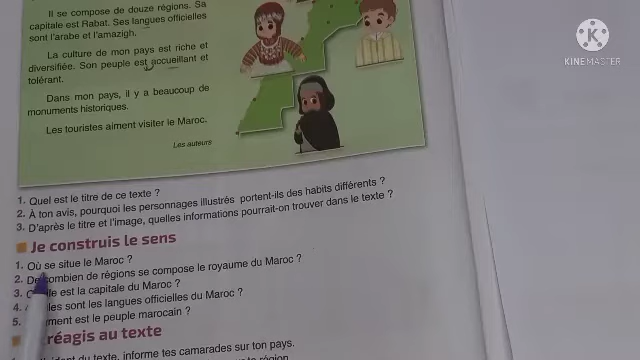 Il se compose de douze régions. Sa
capitale est Rabat. Ses langues officielles
sont l'arabe et l'amazigh.
La culture de mon pays est riche et
diversifiée. Son peuple est accueillant et
tolérant.
Dans mon pays, il y a beaucoup de
monuments historiques.
Les touristes aiment visiter le Maroc.
Les auteurs
KINEMASTER
1. Quel est le titre de ce texte ?
2. À ton avis, pourquoi les personnages illustrés portent-ils des habits différents ?
3. D'après le titre et l'image, quelles informations pourrait-on trouver dans le texte ?
Je construis le sens
1. Où se situe le Maroc ?
2. De combien de régions se compose le royaume du Maroc ?
3. est la capitale du Maroc ?
4. sont les langues officielles du Maroc ?
5. est le peuple marocain ?
réagis au texte
du texte, informe tes camarades sur ton pays.
région